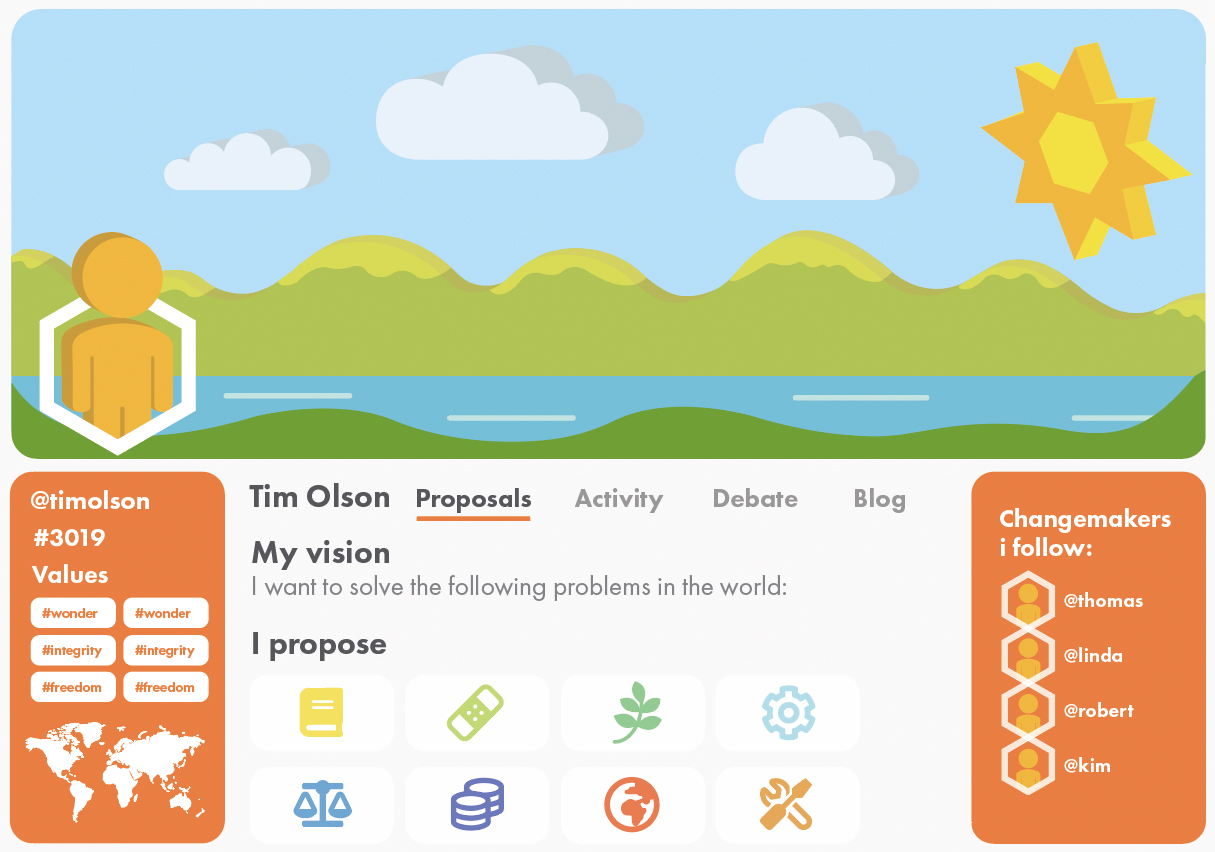 @timolson
#3019
Values
#wonder #wonder
#integrity #integrity
#freedom #freedom
Tim Olson Proposals Activity Debate Blog
My vision
I want to solve the following problems in the world:
I propose
Changemakers
i follow:
@thomas
@linda
@robert
@kim